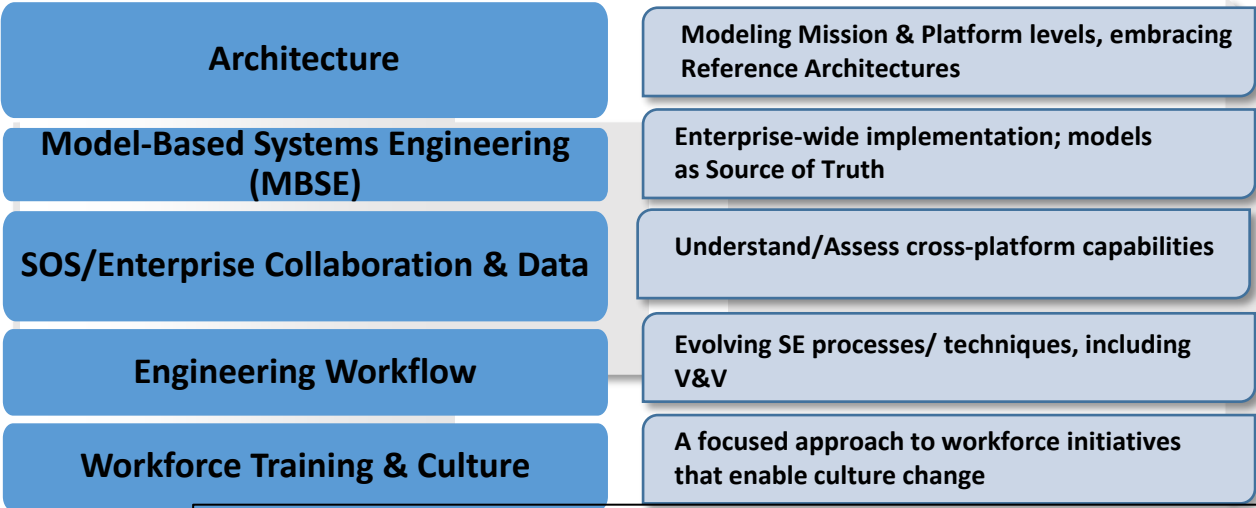 Architecture
Modeling Mission & Platform levels, embracing
Reference Architectures
Model-Based Systems Engineering
(MBSE)
Enterprise-wide implementation; models
as Source of Truth
SOS/Enterprise Collaboration & Data
Understand/Assess cross-platform capabilities
Engineering Workflow
Evolving SE processes/ techniques, including
V&V
Workforce Training & Culture
A focused approach to workforce initiatives
that enable culture change